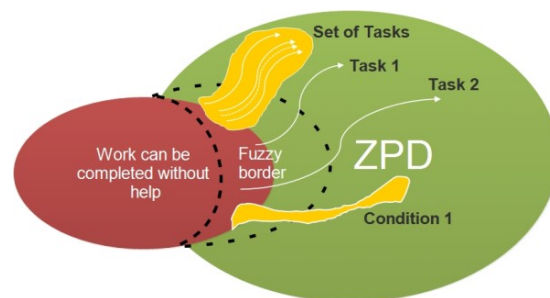 Set of Tasks
Task 1
Task 2
Work can be
completed without
help
Fuzzy
border
ZPD
Condition 1